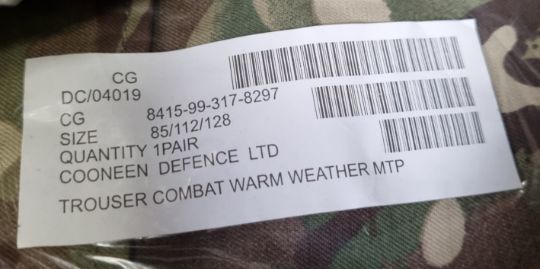 CG
DC/04019
CG 8415-99-317-8297
SIZE 85/112/128
QUANTITY 1PAIR
COONEEN DEFENCE LTD
TROUSER COMBAT WARM WEATHER MTP